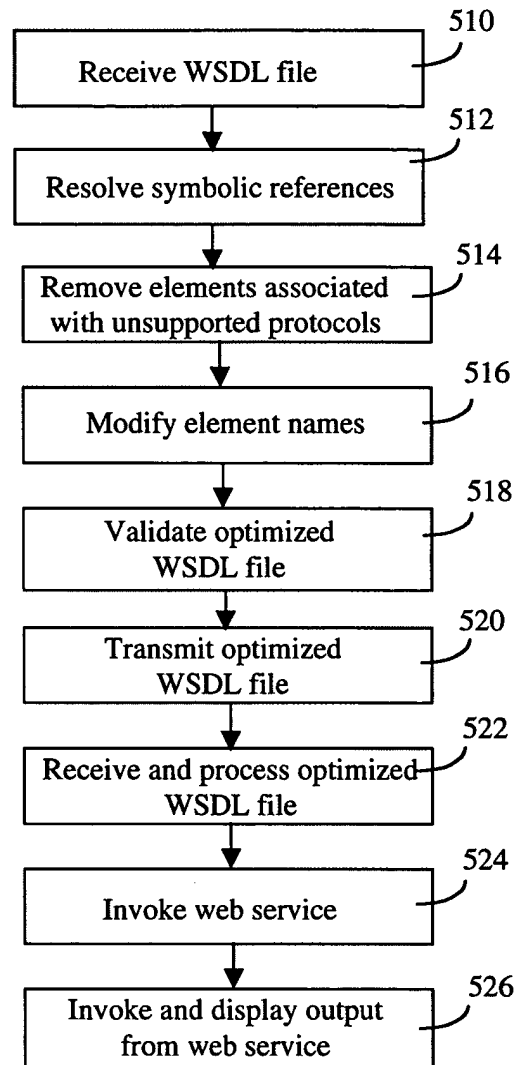 510
Receive WSDL file
512
Resolve symbolic references
514
Remove elements associated
with unsupported protocols
516
Modify element names
518
Validate optimized
WSDL file
520
Transmit optimized
WSDL file
522
Receive and process optimized
WSDL file
524
Invoke web service
526
Invoke and display output
from web service